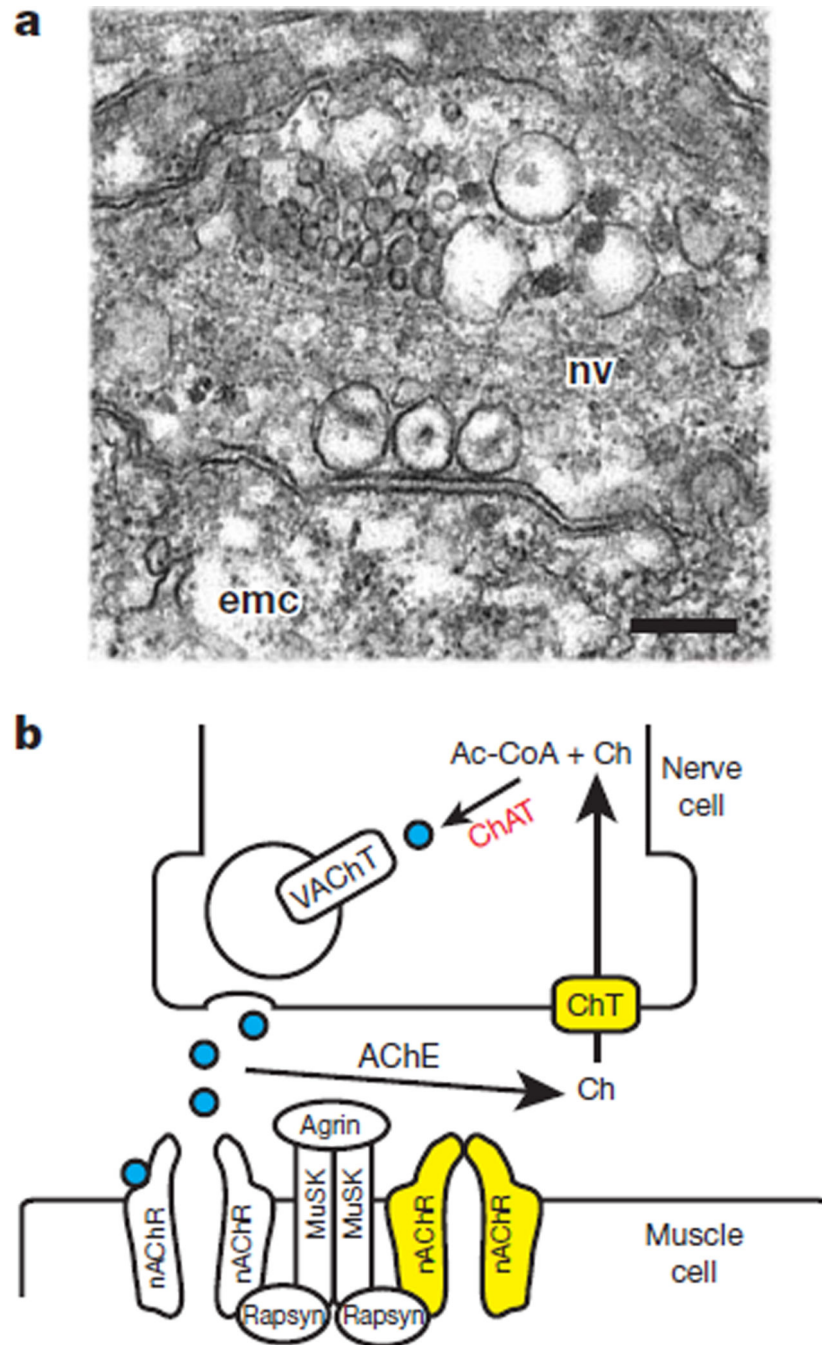 a
nv
emc
b
Ac-CoA + Ch
Nerve
cell
ChAT
VAChT
ChT
AChE
Ch
Agrin
MuSK
MuSK
nAChR
nAChR
nAChR
nAChR
Rapsyn
Rapsyn
Muscle
cell